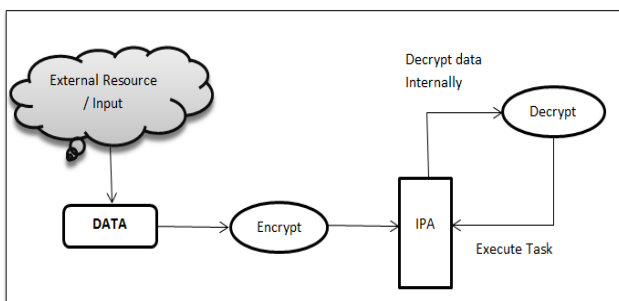 External Resource
/ Input
Decrypt data
Internally
Decrypt
DATA
Encrypt
IPA
Execute Task